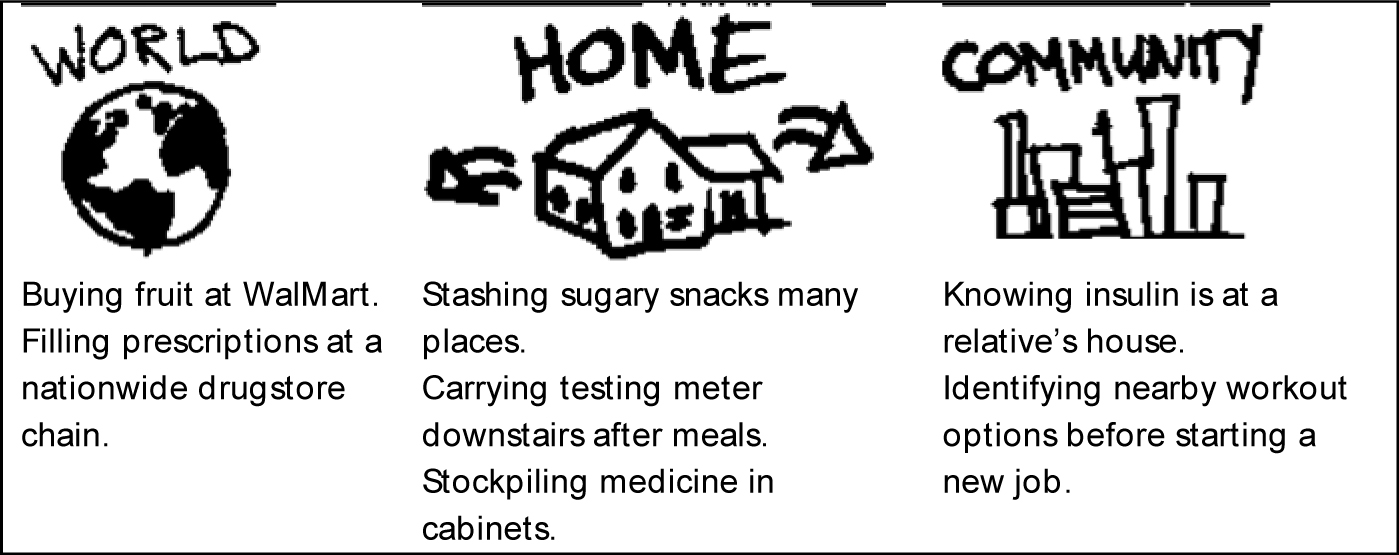 WORLD
Buying fruit at WalMart.
Filling prescriptions at a
nationwide drugstore
chain.
HOME
Stashing sugary snacks many
places.
Carrying testing meter
downstairs after meals.
Stockpiling medicine in
cabinets.
COMMUNITY
Knowing insulin is at a
relative’s house.
Identifying nearby workout
options before starting a
new job.